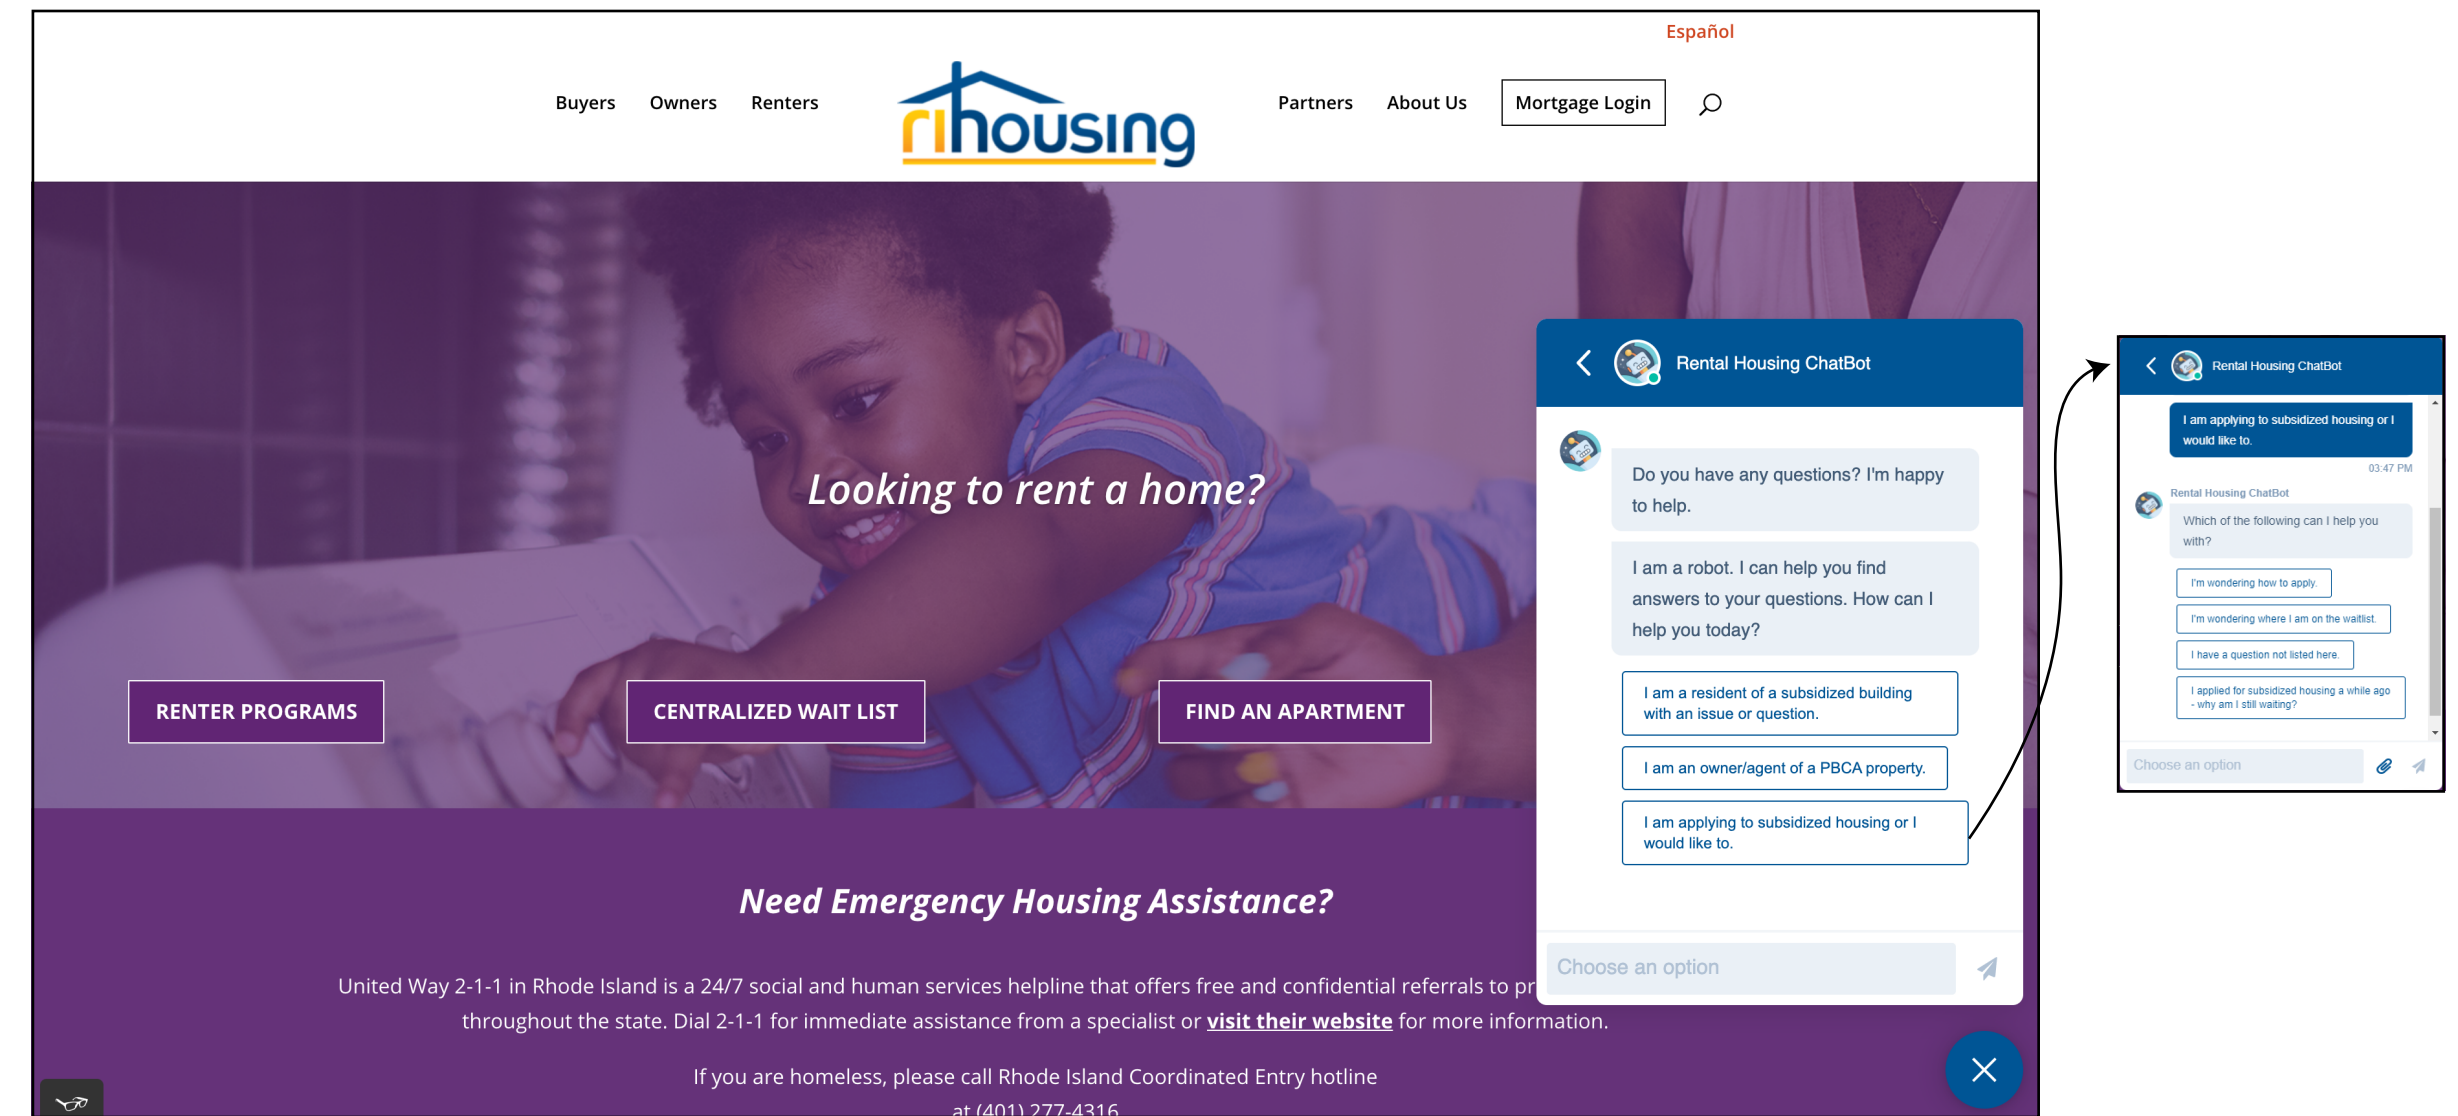 Español
Buyers Owners Renters
rihousing
Partners About Us Mortgage Login
Looking to rent a home?
RENTER PROGRAMS
CENTRALIZED WAIT LIST
FIND AN APARTMENT
Need Emergency Housing Assistance?
United Way 2-1-1 in Rhode Island is a 24/7 social and human services helpline that offers free and confidential referrals to pr
throughout the state. Dial 2-1-1 for immediate assistance from a specialist or visit their website for more information.
If you are homeless, please call Rhode Island Coordinated Entry hotline
at (401) 277-4316
Rental Housing ChatBot
Do you have any questions? I'm happy
to help.
I am a robot. I can help you find
answers to your questions. How can I
help you today?
I am a resident of a subsidized building
with an issue or question.
I am an owner/agent of a PBCA property.
I am applying to subsidized housing or I
would like to.
Choose an option
Rental Housing ChatBot
I am applying to subsidized housing or I
would like to.
03:47 PM
Rental Housing ChatBot
Which of the following can I help you
with?
I'm wondering how to apply.
I'm wondering where I am on the waitlist.
I have a question not listed here.
I applied for subsidized housing a while ago
- why am I still waiting?
Choose an option